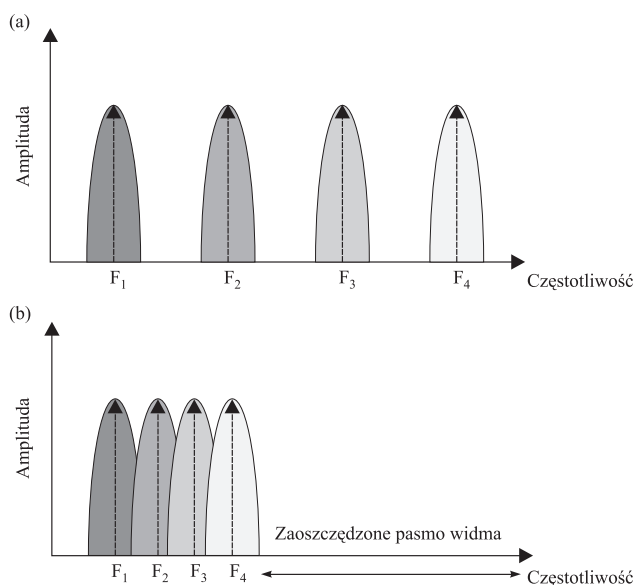 (a)
Amplituda
F1 F2 F3 F4
Częstotliwość
(b)
Amplituda
Zaoszczędzone pasmo widma
F1 F2 F3 F4
Częstotliwość